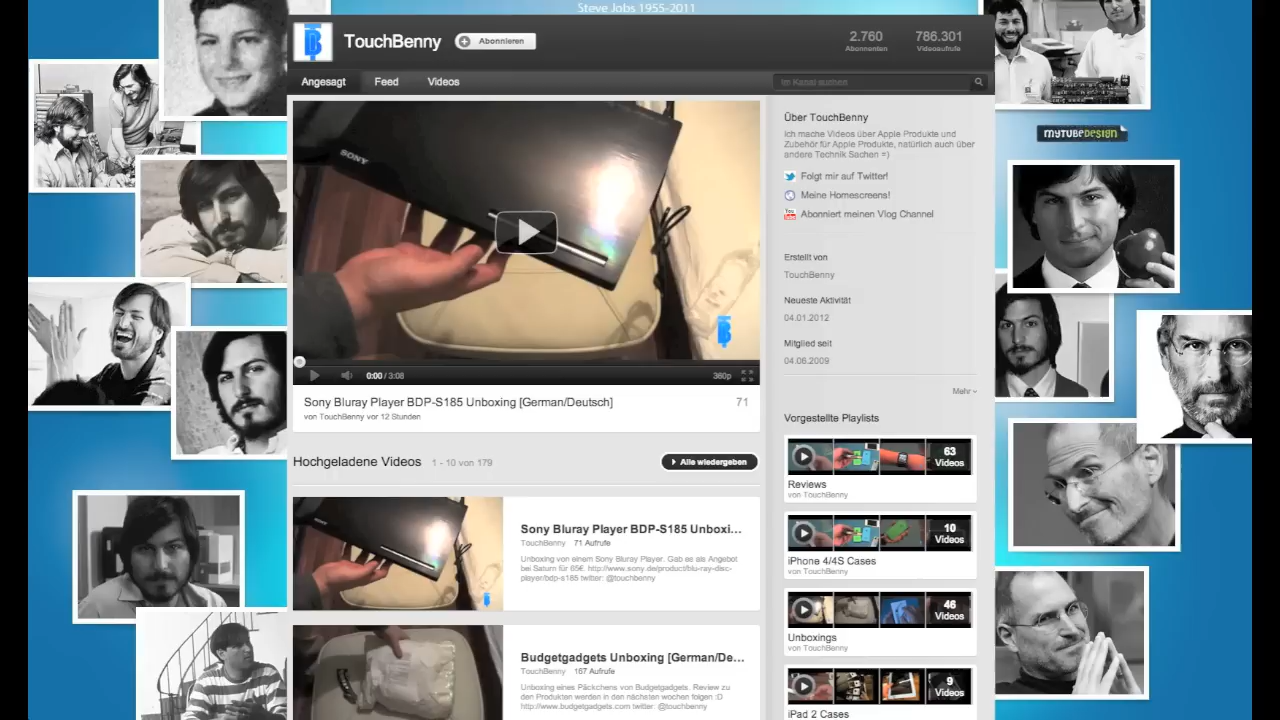 Steve Jobs 1955-2011
TouchBenny
Abonnieren
2.760
Abonnenten
786.301
Videoaufrufe
Angesagt
Feed
Videos
Im Kanal suchen
SONY
0:00 / 3:08
360p
Sony Bluray Player BDP-S185 Unboxing [German/Deutsch]
71
von TouchBenny vor 12 Stunden
Hochgeladene Videos
1 - 10 von 179
Alle wiedergeben
Sony Bluray Player BDP-S185 Unboxi...
TouchBenny 71 Aufrufe
Unboxing von einem Sony Bluray Player. Gab es als Angebot
bei Saturn für 65€. http://www.sony.de/product/blu-ray-disc-
player/bdp-s185 twitter: @touchbenny
Budgetgadgets Unboxing [German/De...
TouchBenny 167 Aufrufe
Unboxing eines Päckchens von Budgetgadgets. Review zu
den Produkten werden in den nächsten wochen folgen :D
http://www.budgetgadgets.com twitter: @touchbenny
Über TouchBenny
Ich mache Videos über Apple Produkte und
Zubehör für Apple Produkte, natürlich auch über
andere Technik Sachen =)
Folgt mir auf Twitter!
Meine Homescreens!
You
Tube
Abonniert meinen Vlog Channel
Erstellt von
TouchBenny
Neueste Aktivität
04.01.2012
Mitglied seit
04.06.2009
Mehr
Vorgestellte Playlists
63
Videos
Reviews
von TouchBenny
10
Videos
iPhone 4/4S Cases
von TouchBenny
46
Videos
Unboxings
von TouchBenny
9
Videos
iPad 2 Cases
MYTUBEDESIGN